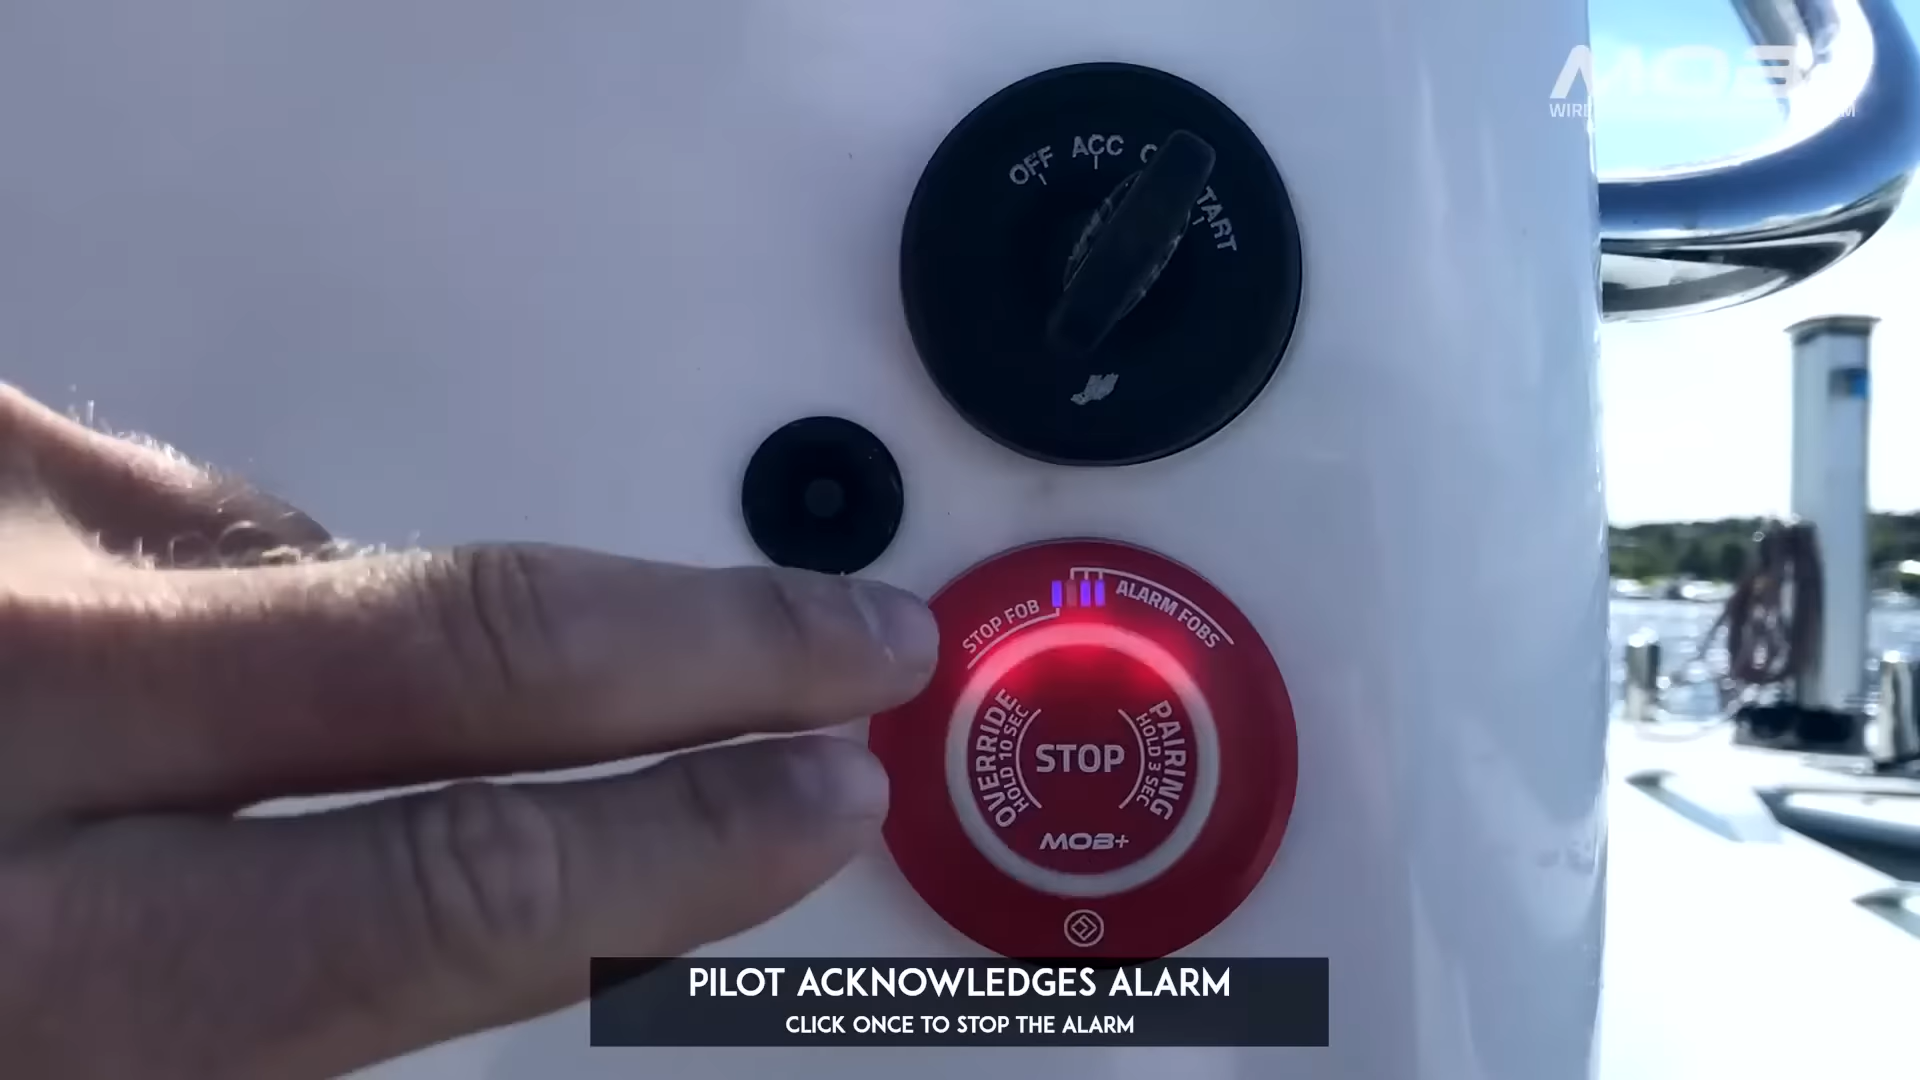 MOB
OFF
ACC
STOP FOB
ALARM FOBS
OVERRIDE
HOLD 10 SEC
STOP
PAIRING
HOLD 3 SEC
MOB+
PILOT ACKNOWLEDGES ALARM
CLICK ONCE TO STOP THE ALARM